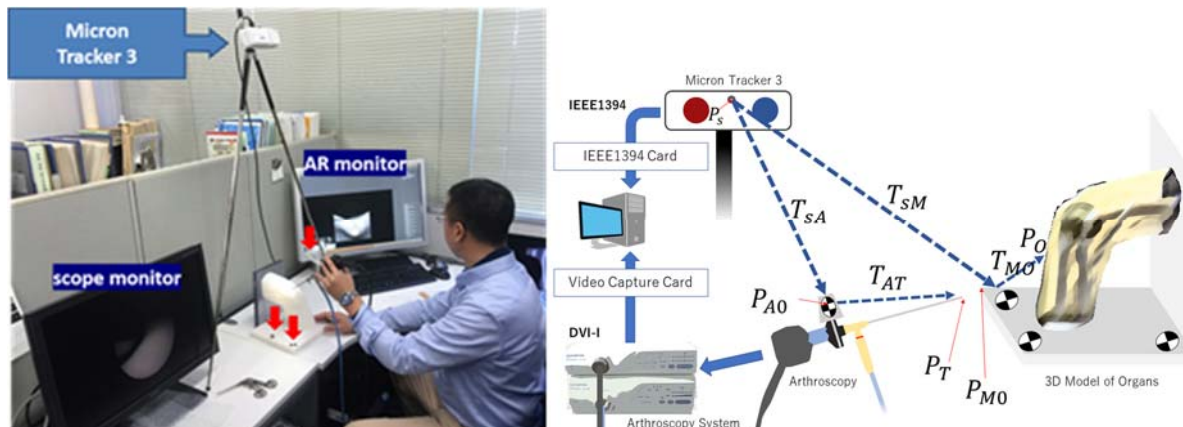 Micron
Tracker 3
AR monitor
scope monitor
Micron Tracker 3
IEEE1394
P_s
IEEE1394 Card
T_sA
T_sM
P_O
T_MO
Video Capture Card
P_A0
T_AT
DVI-I
P_T
P_M0
Arthroscopy
3D Model of Organs
Arthroscopy System